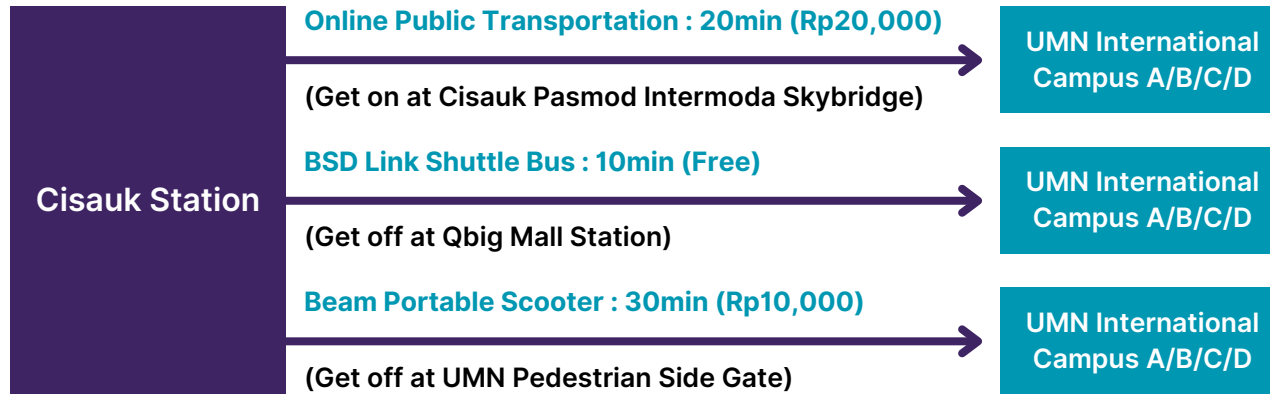 Cisauk Station
Online Public Transportation : 20min (Rp20,000)
(Get on at Cisauk Pasmod Intermoda Skybridge)
UMN International
Campus A/B/C/D
BSD Link Shuttle Bus : 10min (Free)
(Get off at Qbig Mall Station)
UMN International
Campus A/B/C/D
Beam Portable Scooter : 30min (Rp10,000)
(Get off at UMN Pedestrian Side Gate)
UMN International
Campus A/B/C/D